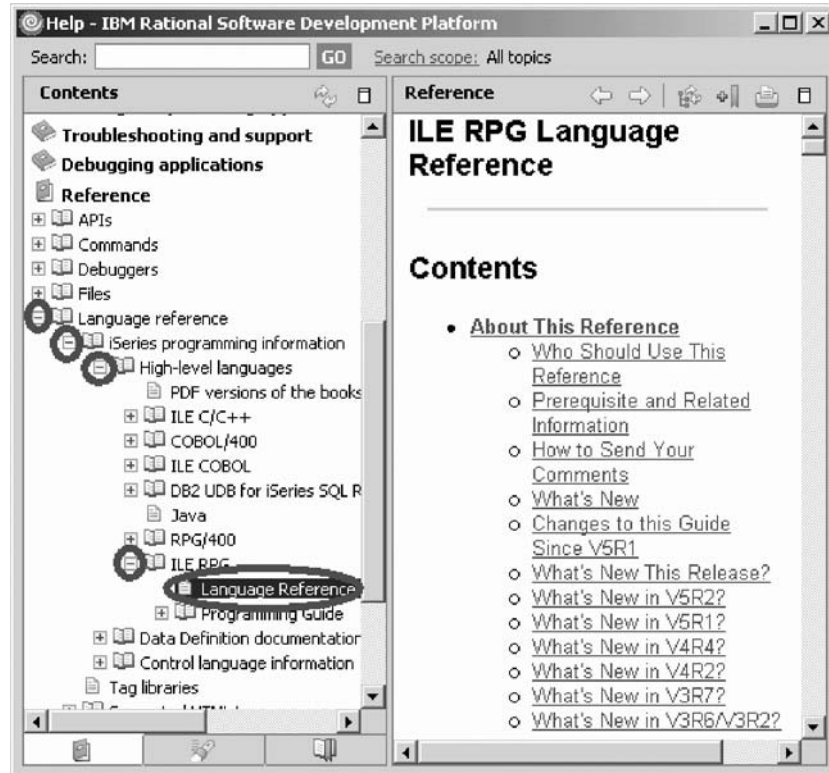 Help - IBM Rational Software Development Platform
Search:
GO
Search scope: All topics
Contents
Troubleshooting and support
Debugging applications
Reference
APIs
Commands
Debuggers
Files
Language reference
iSeries programming information
High-level languages
PDF versions of the books
ILE C/C++
COBOL/400
ILE COBOL
DB2 UDB for iSeries SQL R
Java
RPG/400
ILE RPG
Language Reference
Programming Guide
Data Definition documentation
Control language information
Tag libraries
Reference
ILE RPG Language
Reference
Contents
• About This Reference
o Who Should Use This
Reference
o Prerequisite and Related
Information
o How to Send Your
Comments
o What's New
o Changes to this Guide
Since V5R1
o What's New This Release?
o What's New in V5R2?
o What's New in V5R1?
o What's New in V4R4?
o What's New in V4R2?
o What's New in V3R7?
o What's New in V3R6/V3R2?